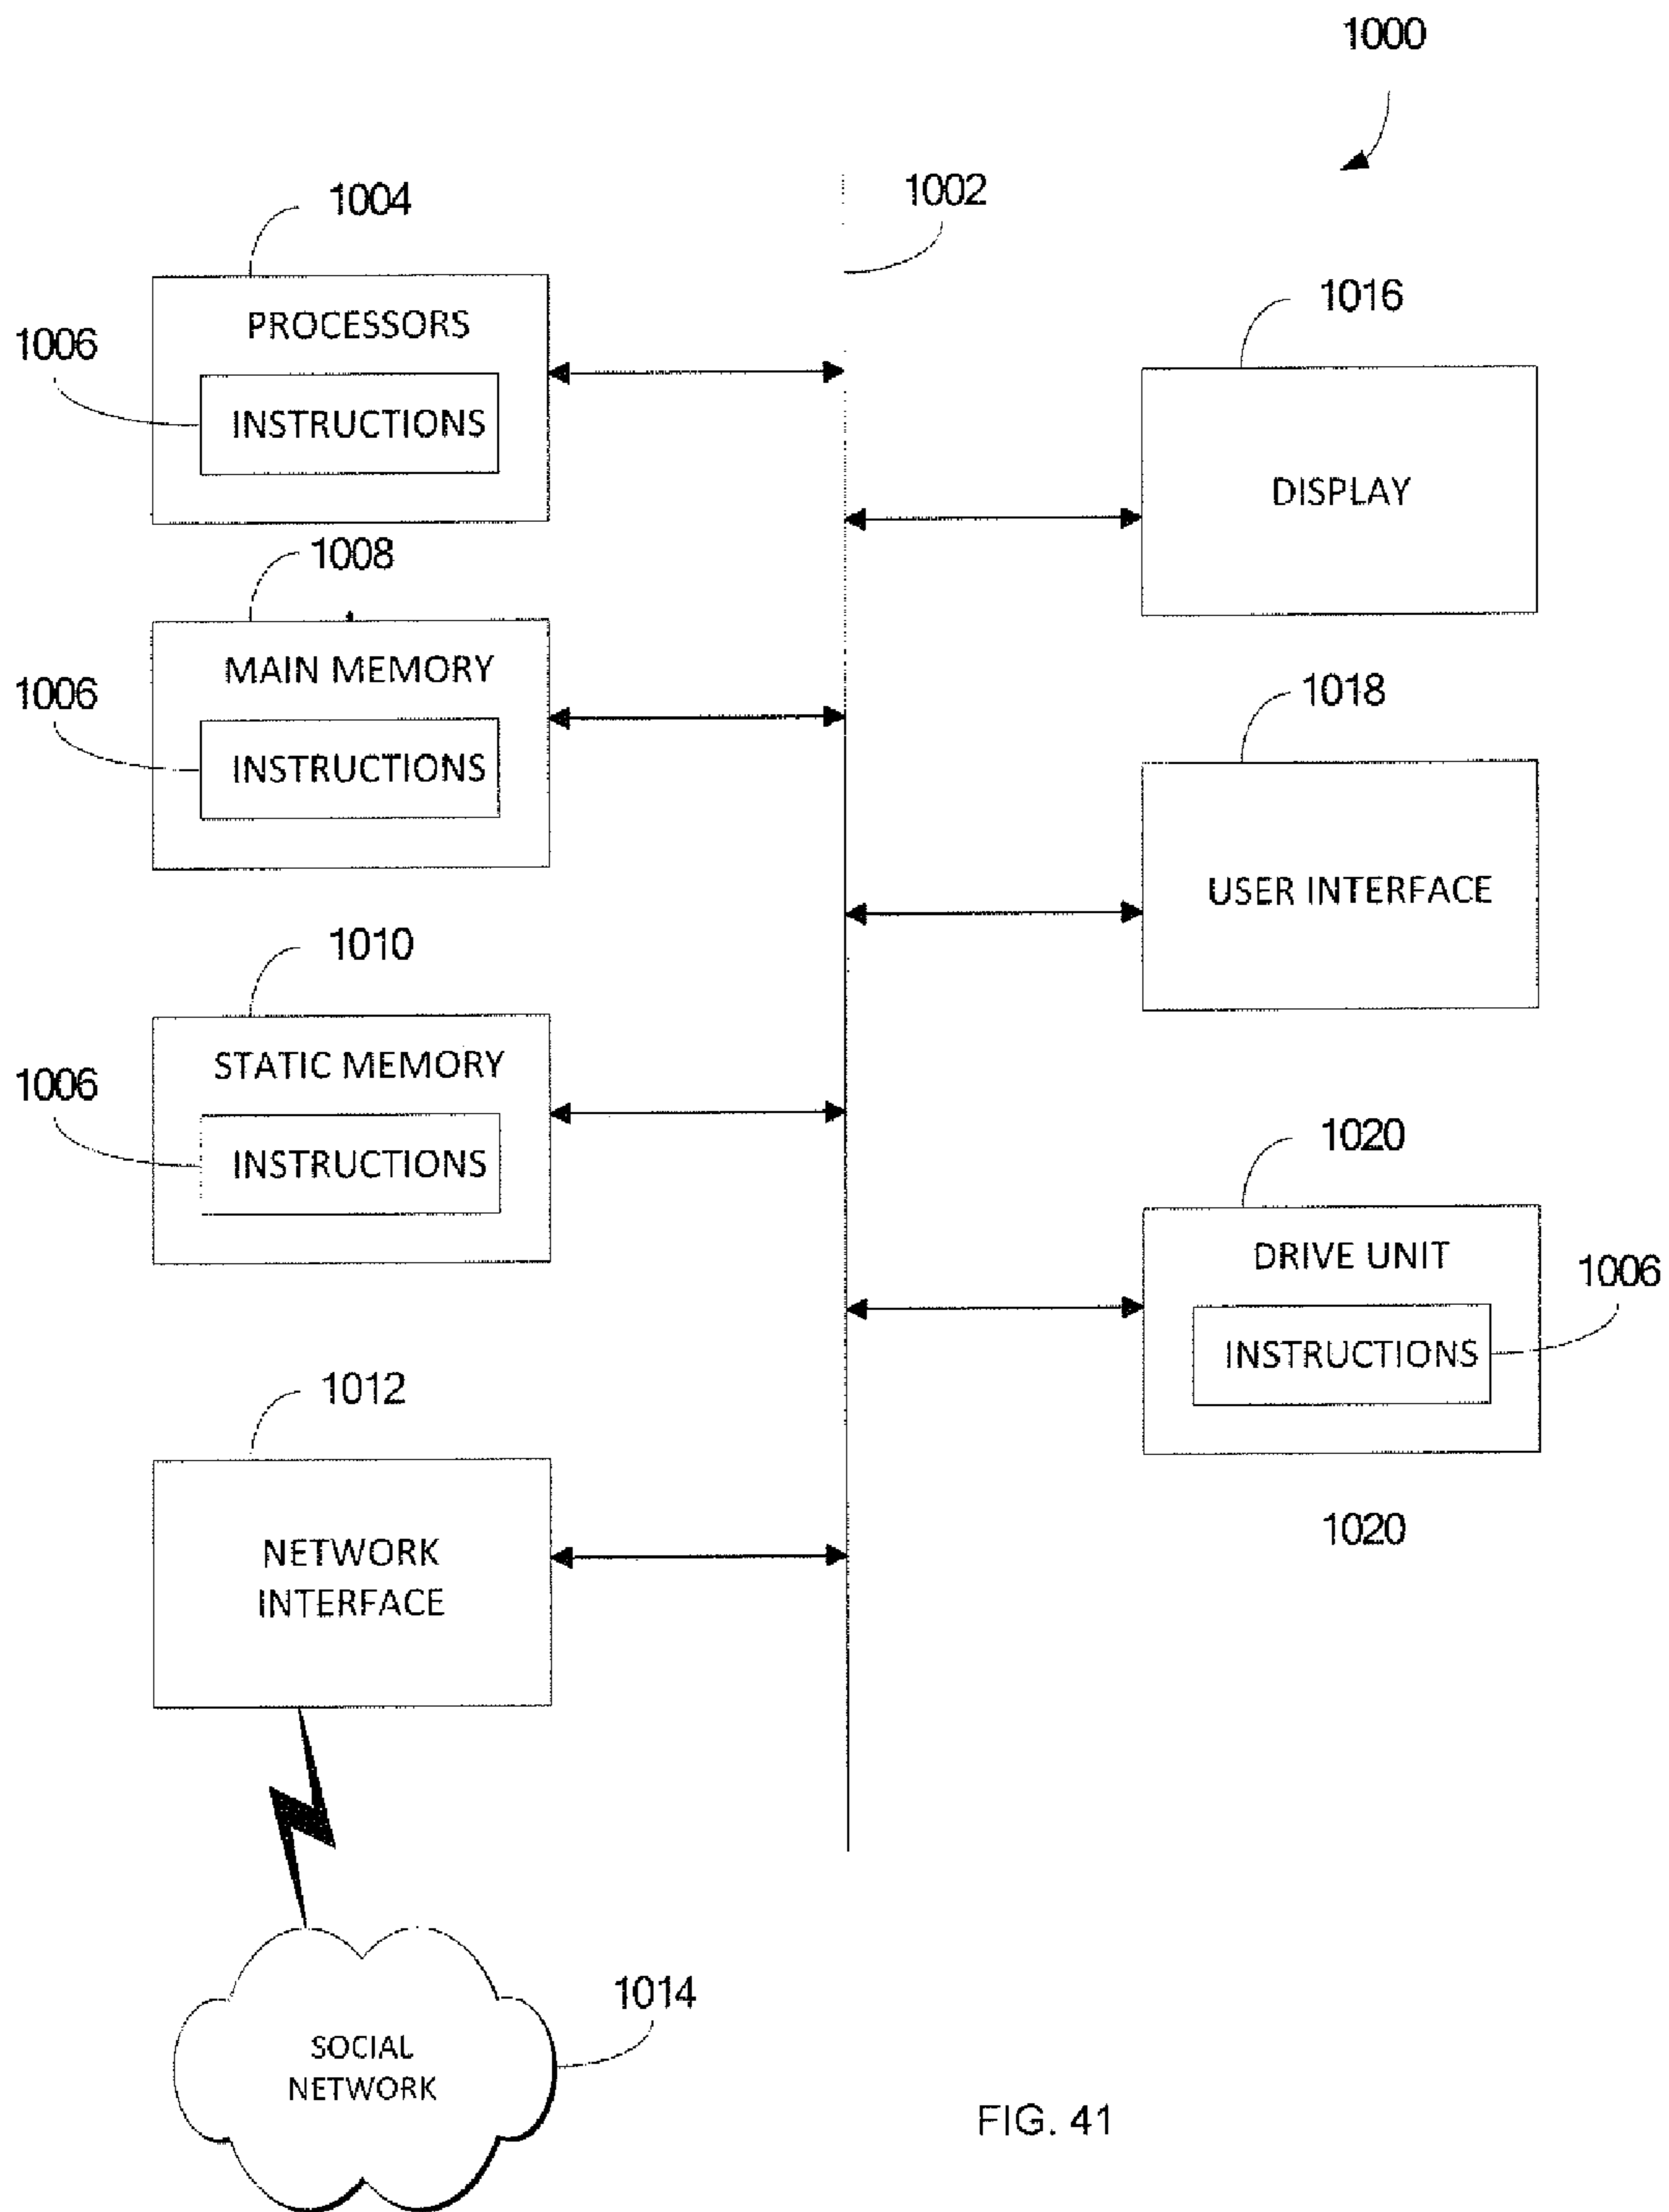 1000
1004
1002
PROCESSORS
1006
INSTRUCTIONS
1016
DISPLAY
1008
MAIN MEMORY
1006
INSTRUCTIONS
1018
USER INTERFACE
1010
STATIC MEMORY
1006
INSTRUCTIONS
1020
DRIVE UNIT
1006
INSTRUCTIONS
1012
NETWORK
INTERFACE
1020
1014
SOCIAL
NETWORK
FIG. 41